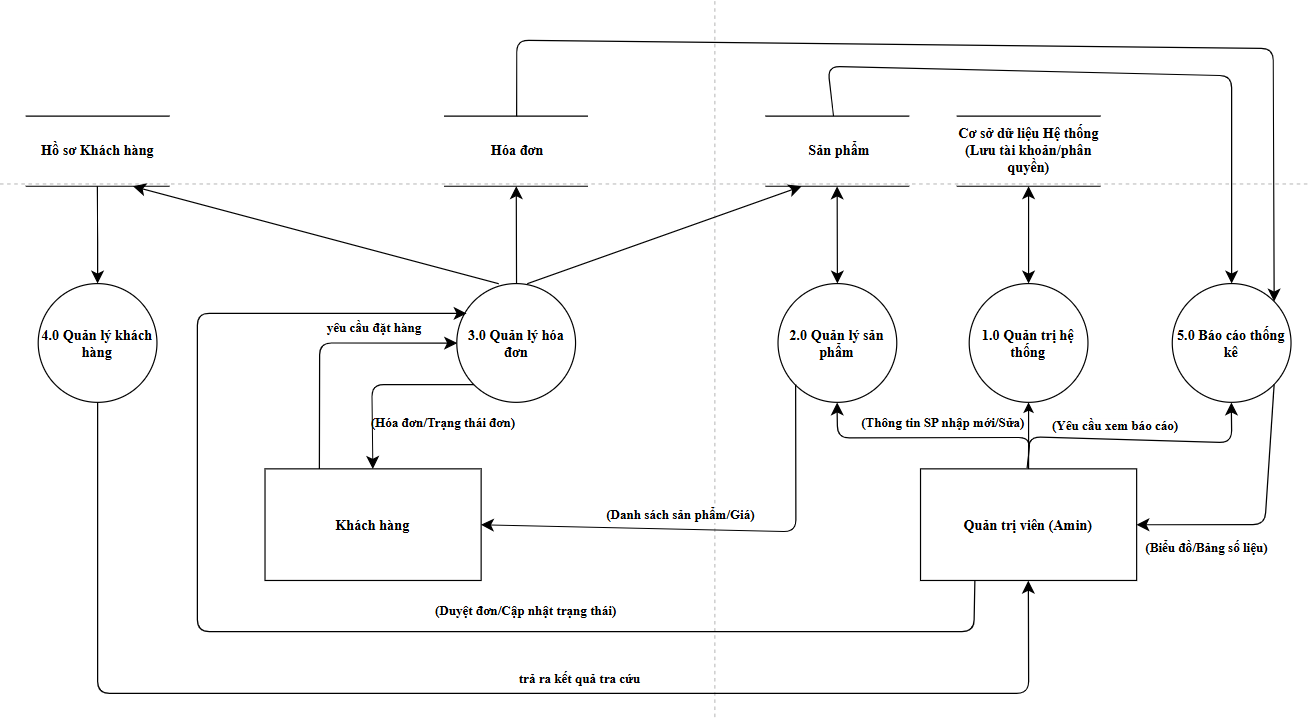 Hồ sơ Khách hàng
Hóa đơn
Sản phẩm
Cơ sở dữ liệu Hệ thống
(Lưu tài khoản/phân
quyền)
4.0 Quản lý khách
hàng
yêu cầu đặt hàng
3.0 Quản lý hóa
đơn
2.0 Quản lý sản
phẩm
1.0 Quản trị hệ
thống
5.0 Báo cáo thống
kê
(Hóa đơn/Trạng thái đơn)
(Thông tin SP nhập mới/Sửa)
(Yêu cầu xem báo cáo)
Khách hàng
(Danh sách sản phẩm/Giá)
Quản trị viên (Amin)
(Biểu đồ/Bảng số liệu)
(Duyệt đơn/Cập nhật trạng thái)
trả ra kết quả tra cứu